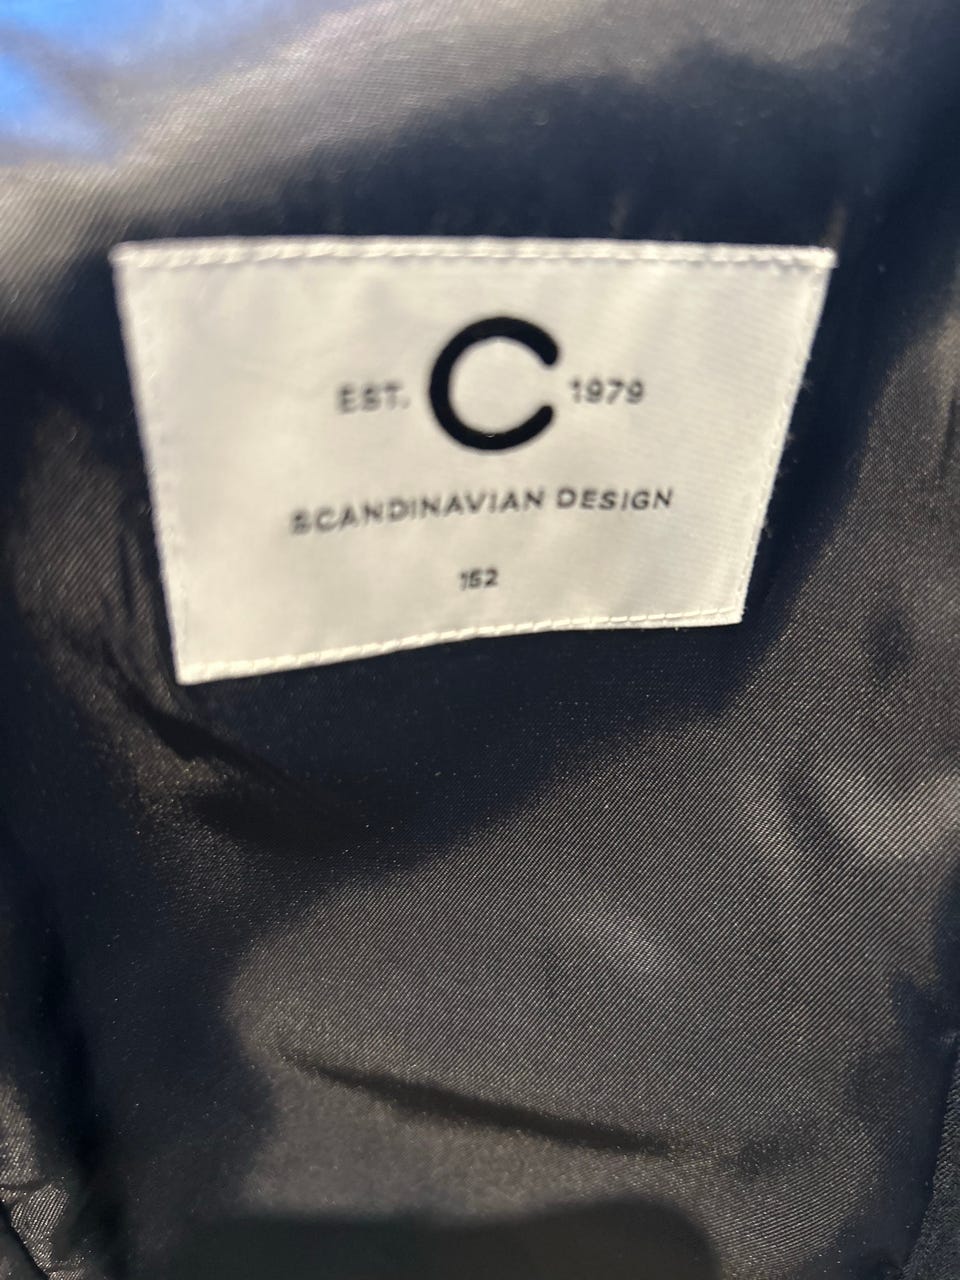 EST. C 1979
SCANDINAVIAN DESIGN
152